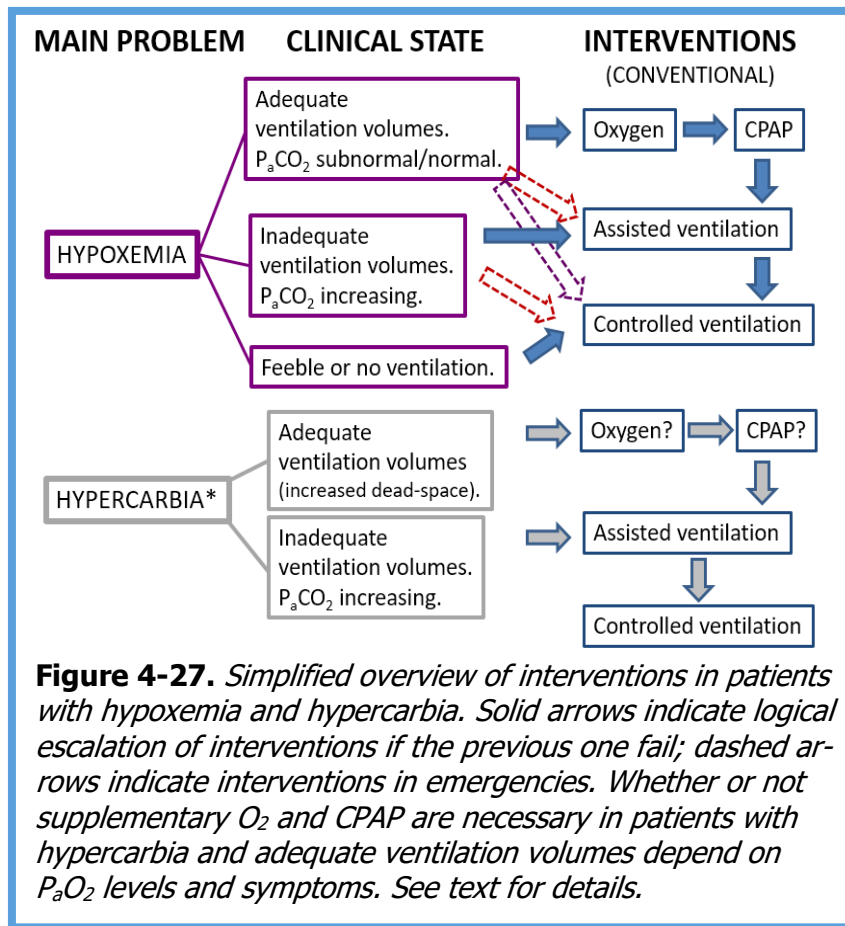 MAIN PROBLEM
CLINICAL STATE
INTERVENTIONS
(CONVENTIONAL)
HYPOXEMIA
Adequate
ventilation volumes.
PₐCO₂ subnormal/normal.
Oxygen
CPAP
Inadequate
ventilation volumes.
PₐCO₂ increasing.
Assisted ventilation
Feeble or no ventilation.
Controlled ventilation
HYPERCARBIA*
Adequate
ventilation volumes
(increased dead-space).
Oxygen?
CPAP?
Inadequate
ventilation volumes.
PₐCO₂ increasing.
Assisted ventilation
Controlled ventilation
Figure 4-27. Simplified overview of interventions in patients
with hypoxemia and hypercarbia. Solid arrows indicate logical
escalation of interventions if the previous one fail; dashed ar-
rows indicate interventions in emergencies. Whether or not
supplementary O₂ and CPAP are necessary in patients with
hypercarbia and adequate ventilation volumes depend on
PₐO₂ levels and symptoms. See text for details.